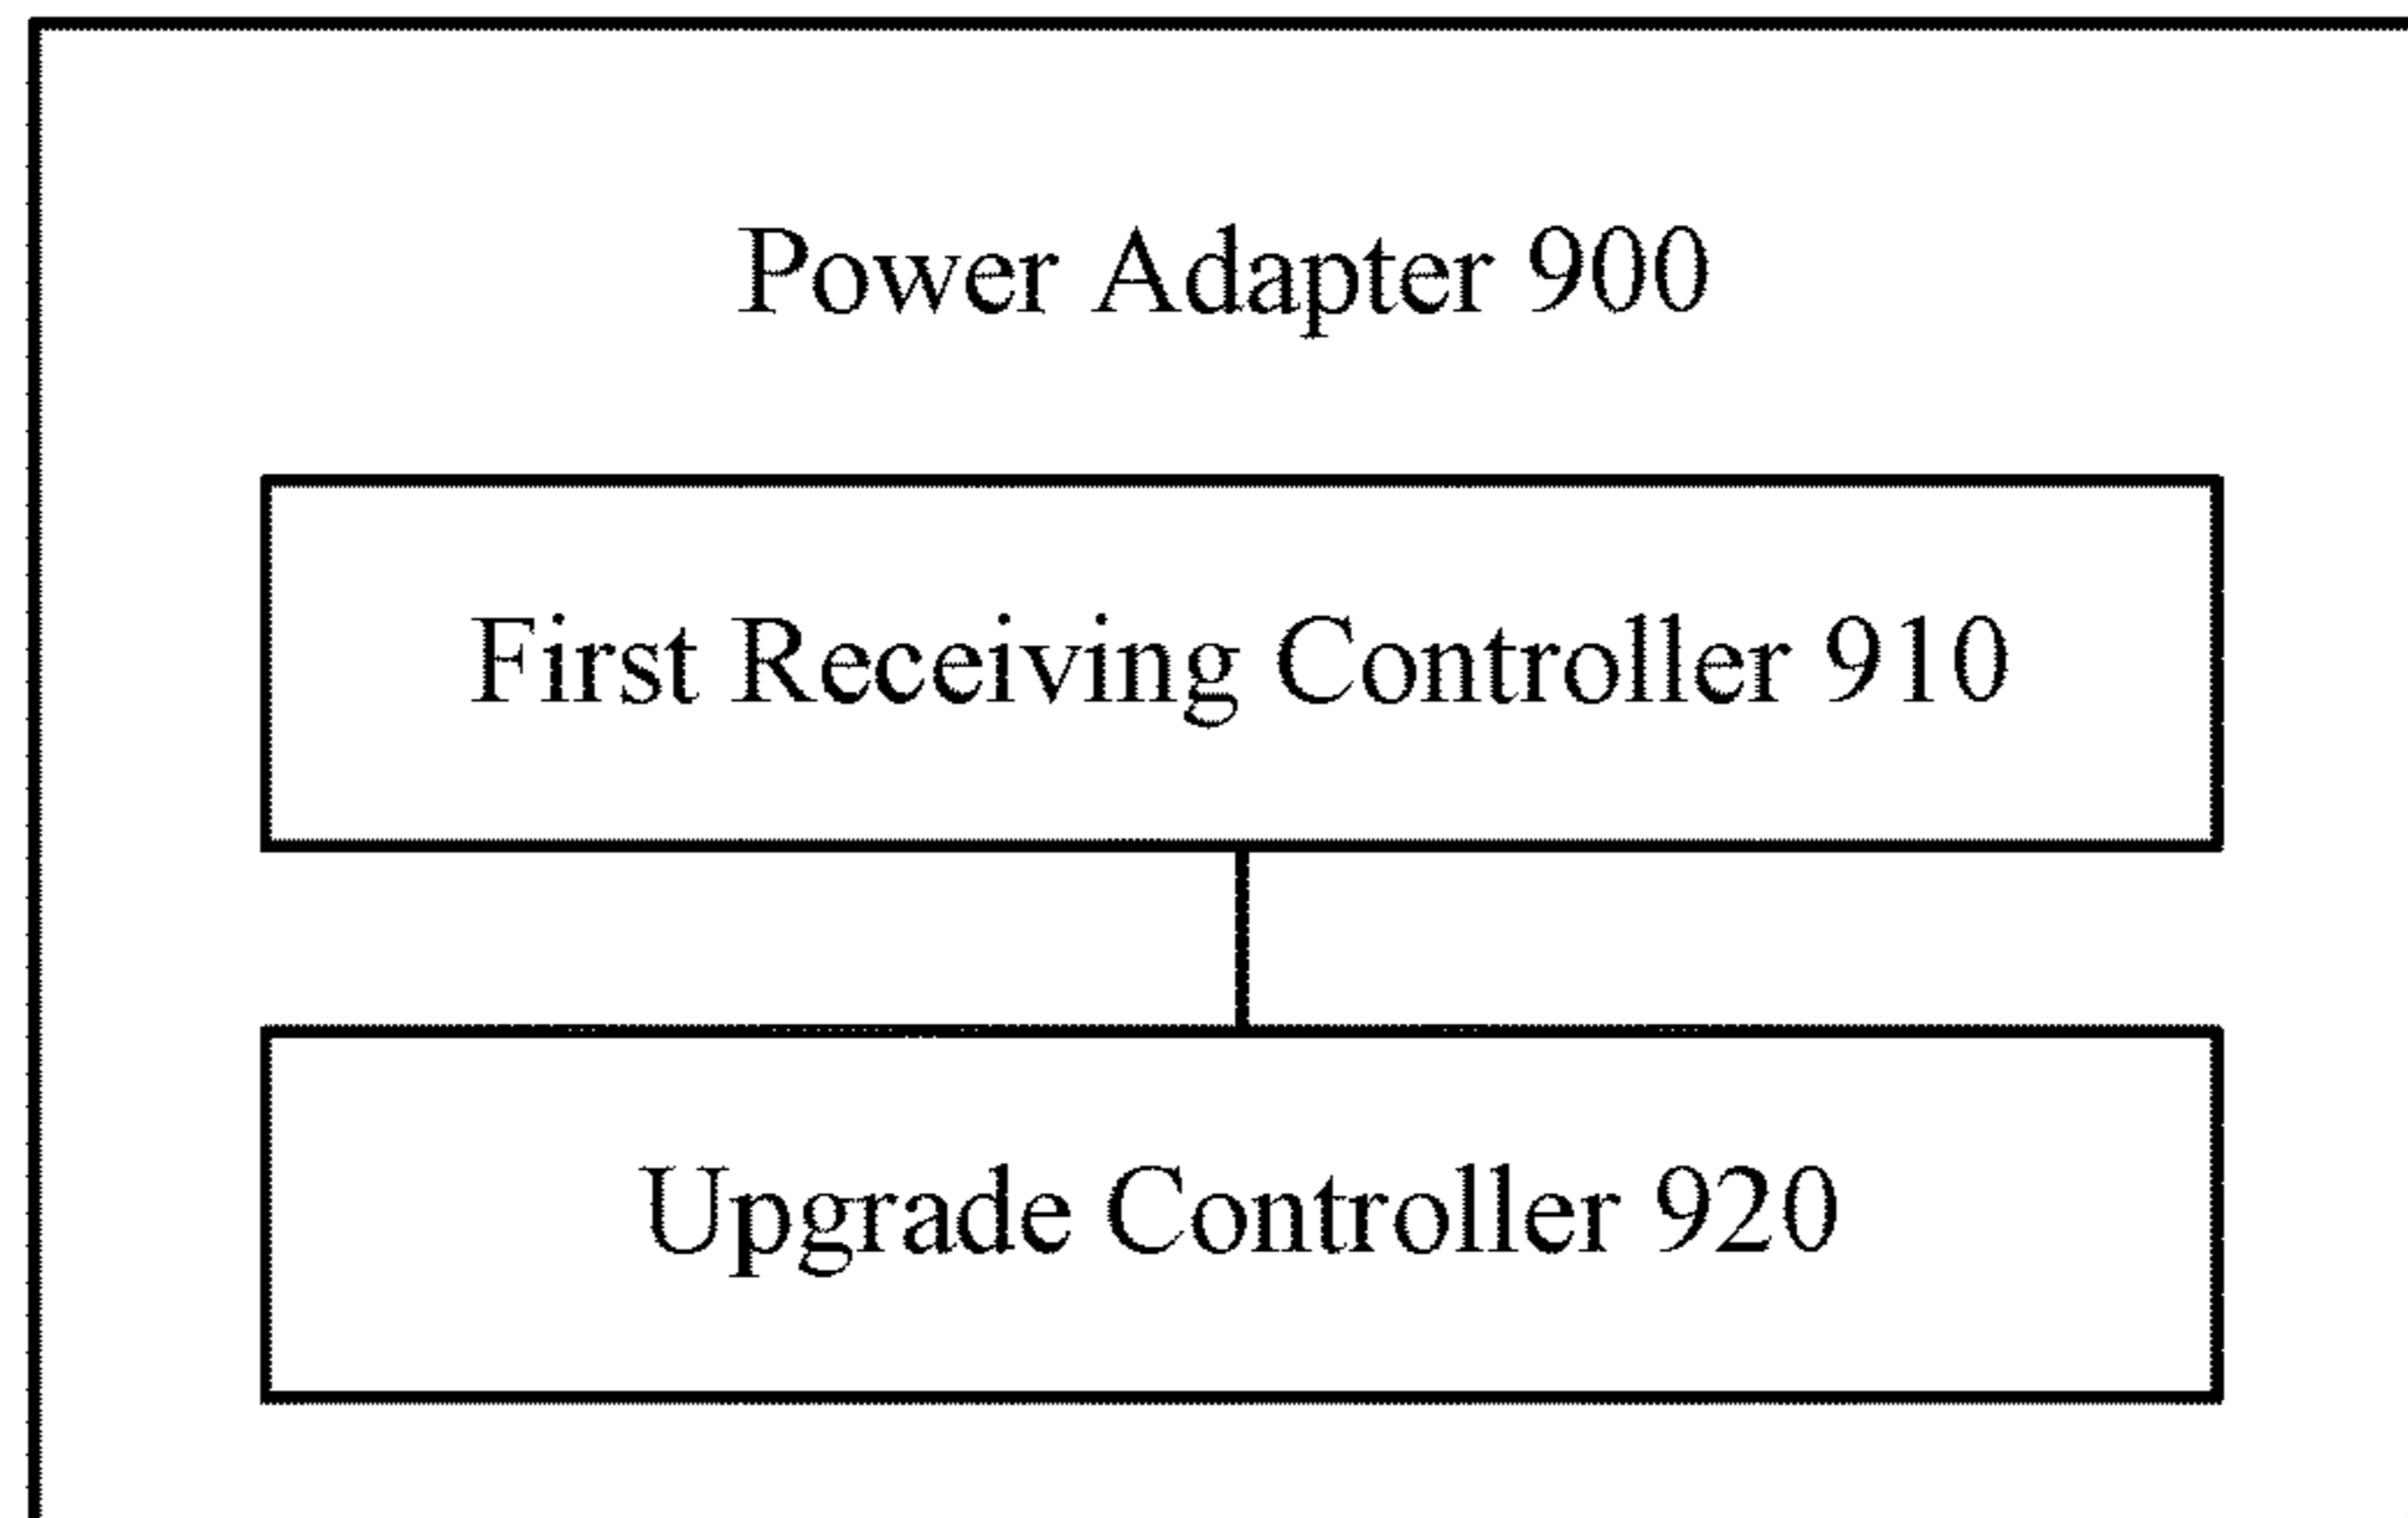 Power Adapter 900
First Receiving Controller 910
Upgrade Controller 920